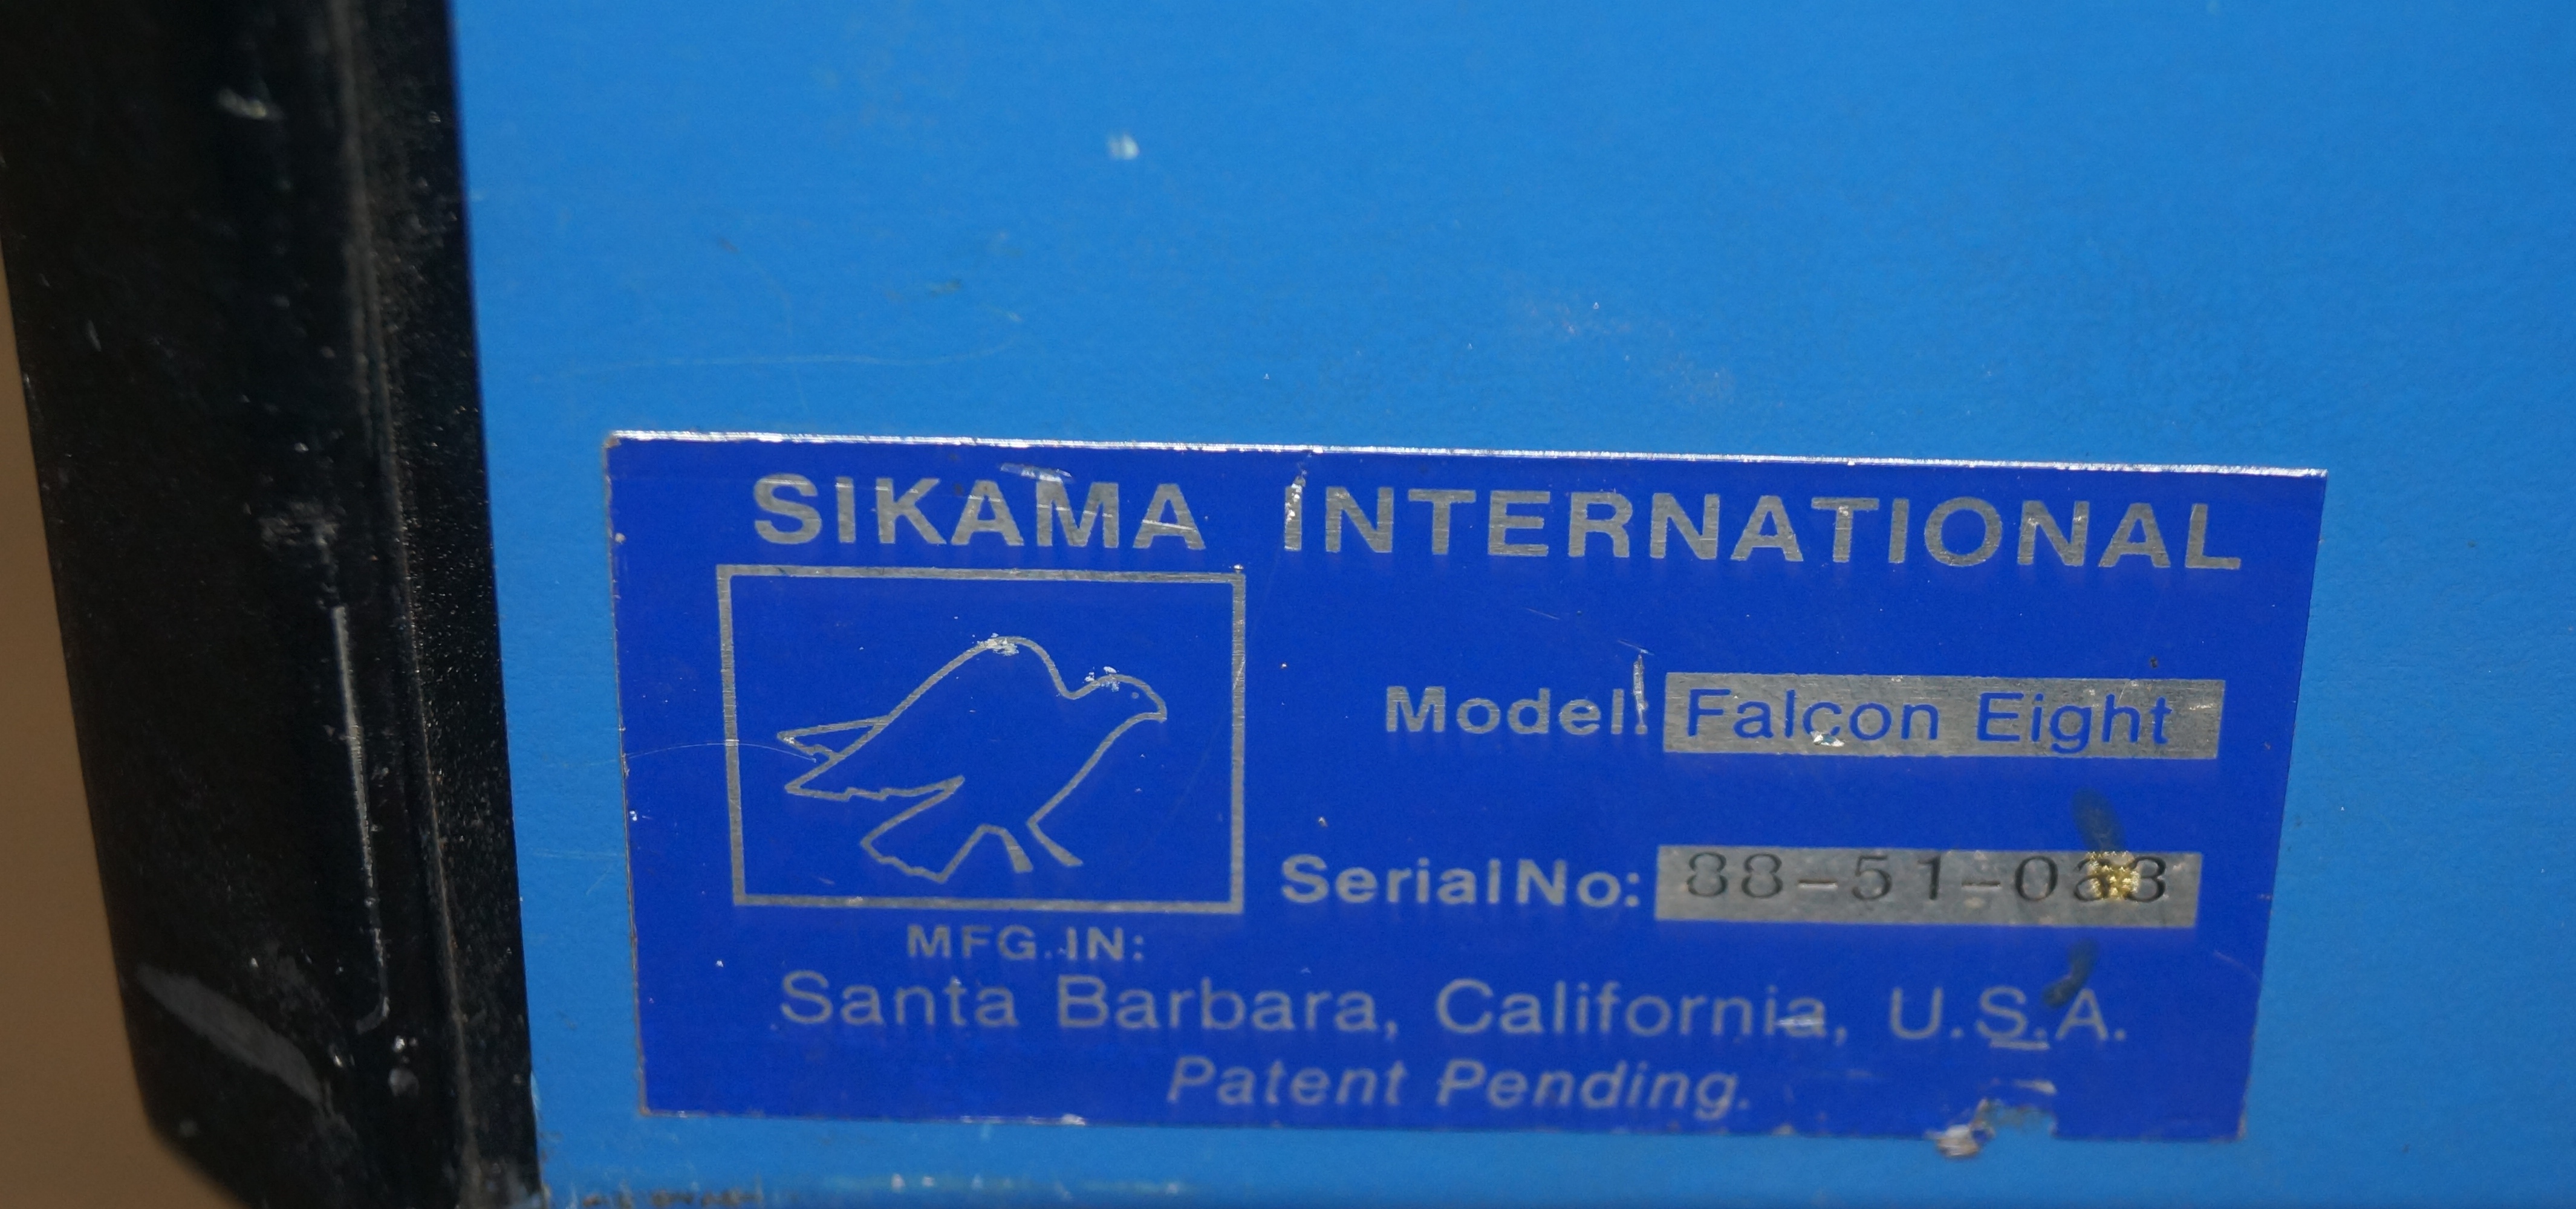 SIKAMA INTERNATIONAL
Model: Falcon Eight
Serial No:
MFG. IN:
Santa Barbara, California, U.S.A.
Patent Pending.